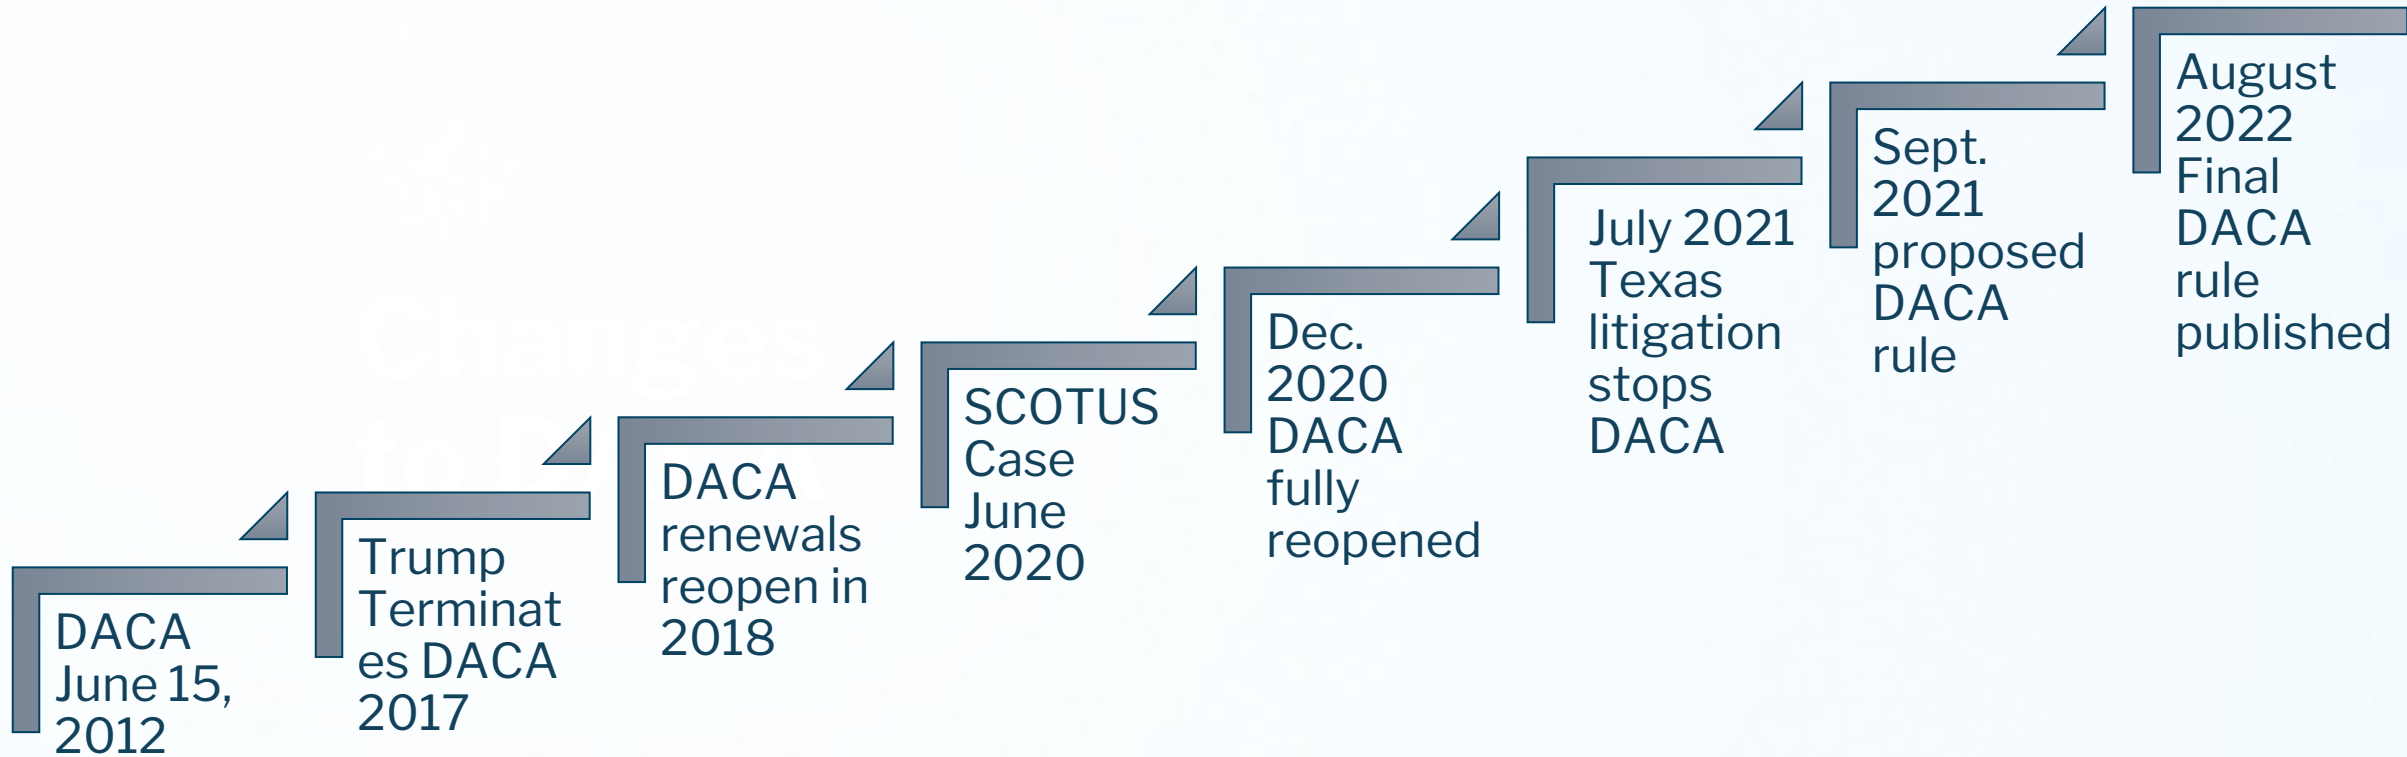 DACA
June 15,
2012
Trump
Terminat
es DACA
2017
DACA
renewals
reopen in
2018
SCOTUS
Case
June
2020
Dec.
2020
DACA
fully
reopened
July 2021
Texas
litigation
stops
DACA
Sept.
2021
proposed
DACA
rule
August
2022
Final
DACA
rule
published